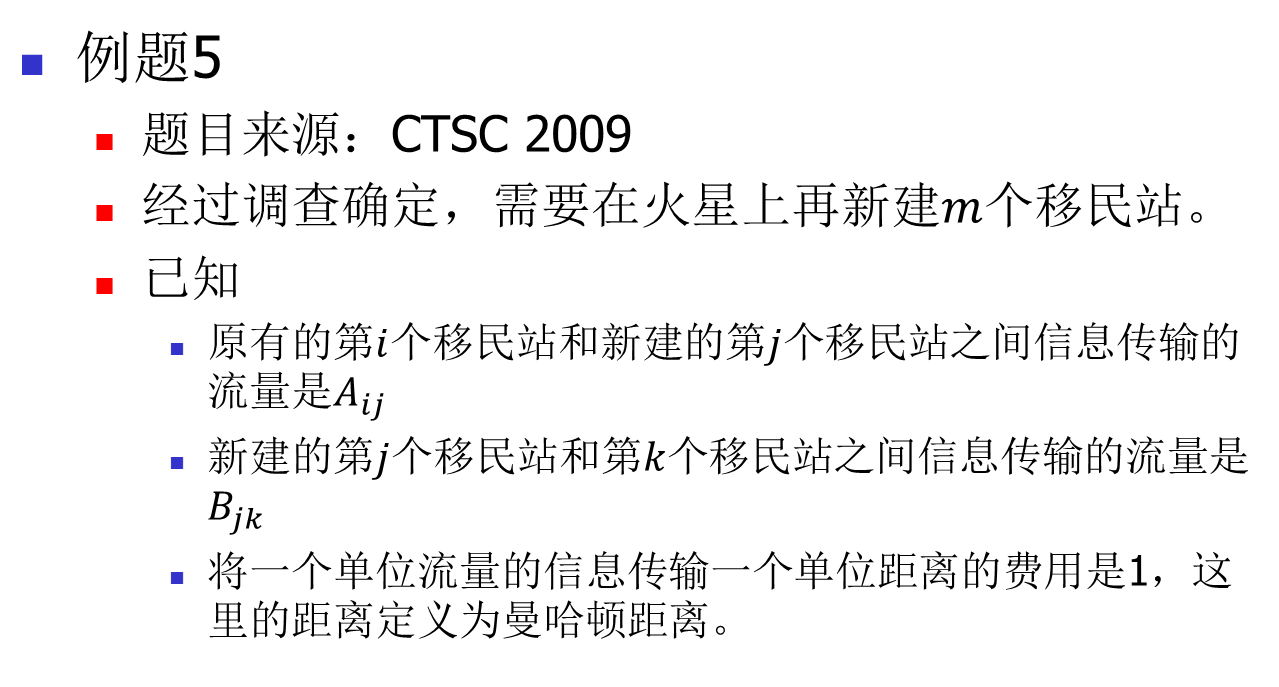 例题5
题目来源：CTSC 2009
经过调查确定，需要在火星上再新建m个移民站。
已知
原有的第i个移民站和新建的第j个移民站之间信息传输的
流量是Aij
新建的第j个移民站和第k个移民站之间信息传输的流量是
Bjk
将一个单位流量的信息传输一个单位距离的费用是1，这
里的距离定义为曼哈顿距离。